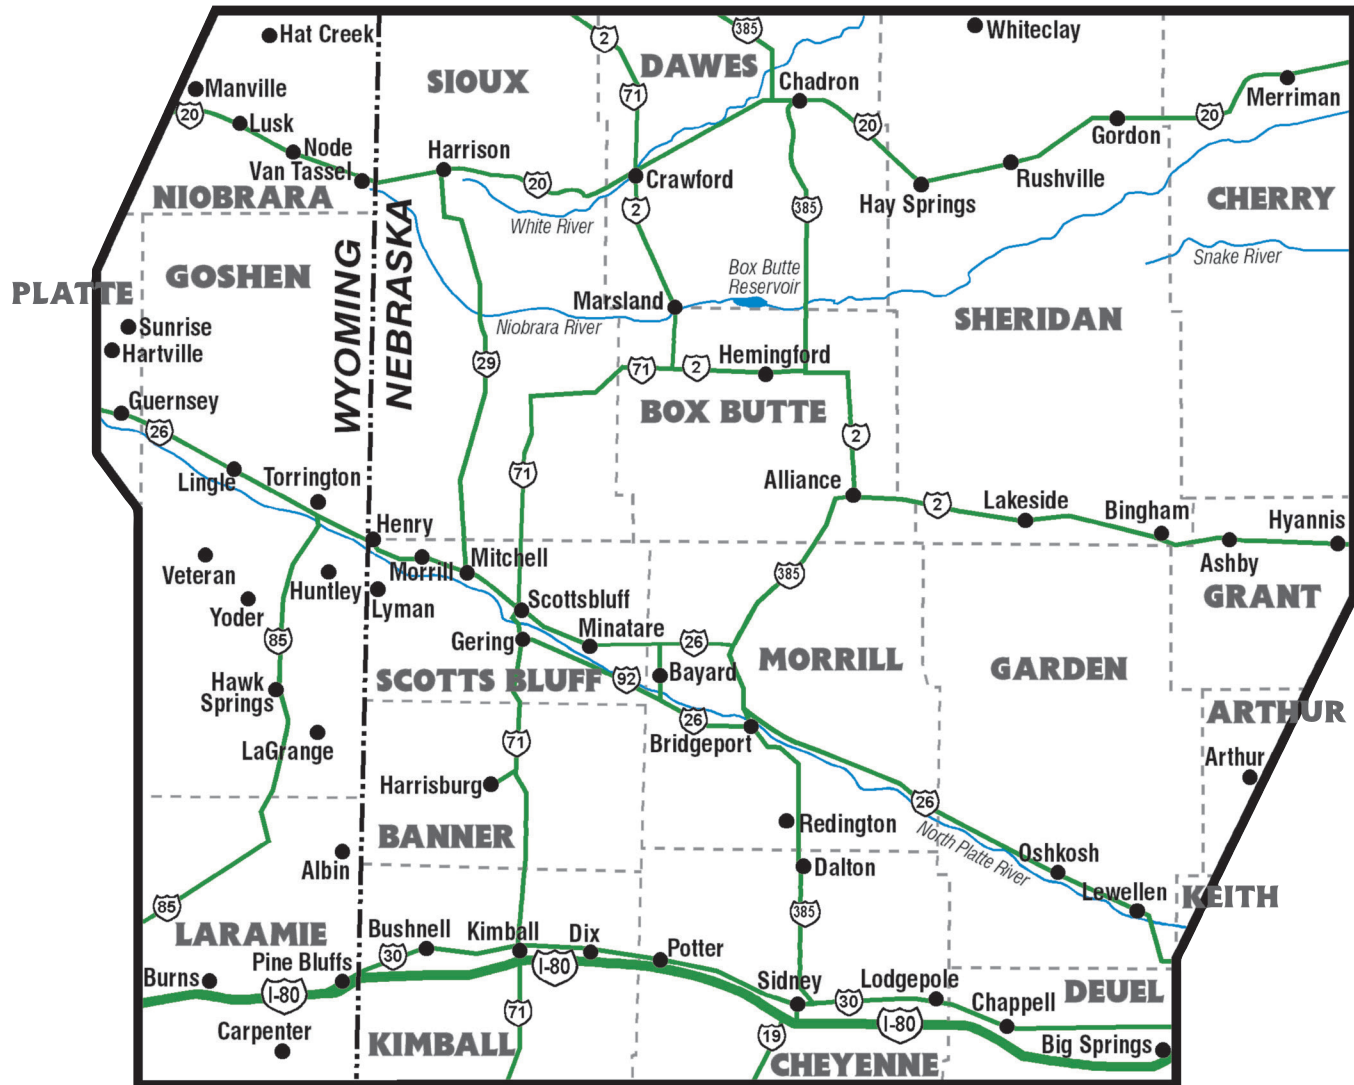 Hat Creek
2
385
Whiteclay
DAWES
SIOUX
Manville
71
Chadron
Merriman
20
Lusk
20
Gordon
20
Node
Harrison
Van Tassel
20
Crawford
Rushville
NIOBRARA
Hay Springs
CHERRY
2
385
White River
Snake River
WYOMING
NEBRASKA
GOSHEN
PLATTE
Box Butte
Reservoir
Marsland
Niobrara River
SHERIDAN
Sunrise
Hartville
29
71
2
Hemingford
Guernsey
26
BOX BUTTE
2
Lingle
Torrington
71
Alliance
2
Lakeside
Bingham
Hyannis
Henry
Mitchell
Morrill
Ashby
Veteran
Huntley
Lyman
385
GRANT
Yoder
Scottsbluff
85
Gering
Minatare
26
MORRILL
GARDEN
Hawk
Springs
SCOTTS BLUFF
92
Bayard
26
Bridgeport
ARTHUR
LaGrange
71
Arthur
Harrisburg
26
BANNER
Redington
North Platte River
Oshkosh
Albin
Dalton
Lewellen
KEITH
85
385
LARAMIE
Bushnell
Kimball
Dix
Potter
30
Pine Bluffs
I-80
Burns
I-80
Sidney
Lodgepole
Chappell
DEUEL
30
71
I-80
Carpenter
KIMBALL
19
Big Springs
CHEYENNE